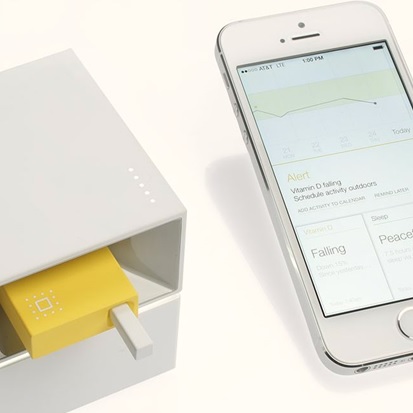 AT&T LTE
1:00 PM
Today
Alert
Vitamin D falling
Schedule activity outdoors
ADD ACTIVITY TO CALENDAR REMIND LATER
Vitamin D
Sleep
Falling
Peacef